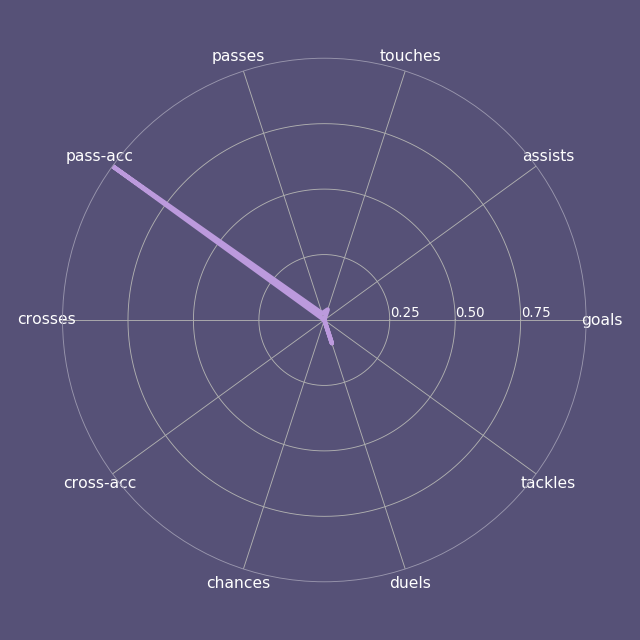 passes touches
pass-acc assists
0.25 0.50 0.75
crosses goals
cross-acc tackles
chances duels